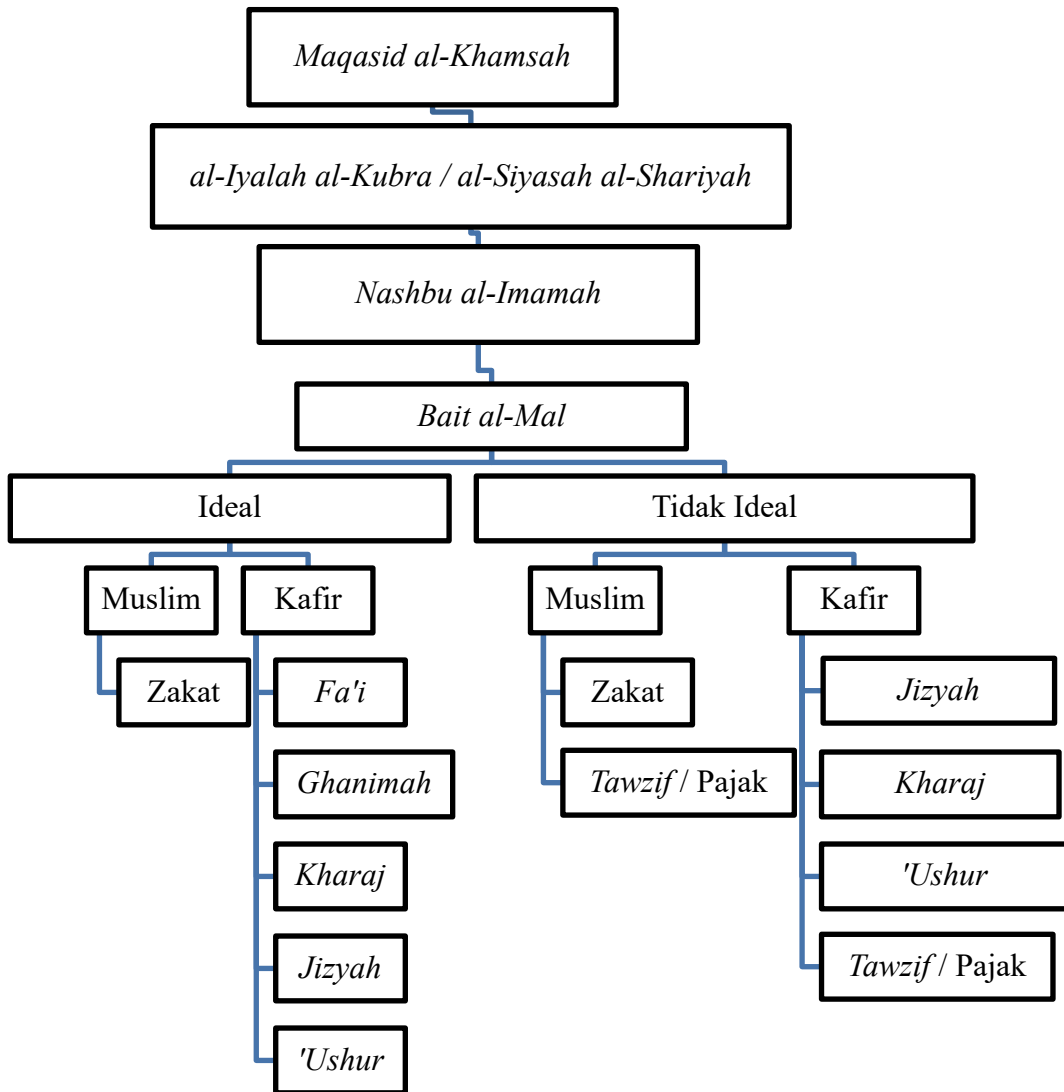 Maqasid al-Khamsah
al-Iyalah al-Kubra / al-Siyasah al-Shariyah
Nashbu al-Imamah
Bait al-Mal
Ideal
Muslim
Zakat
Kafir
Fa'i
Ghanimah
Kharaj
Jizyah
'Ushur
Tidak Ideal
Muslim
Zakat
Tawzif / Pajak
Kafir
Jizyah
Kharaj
'Ushur
Tawzif / Pajak